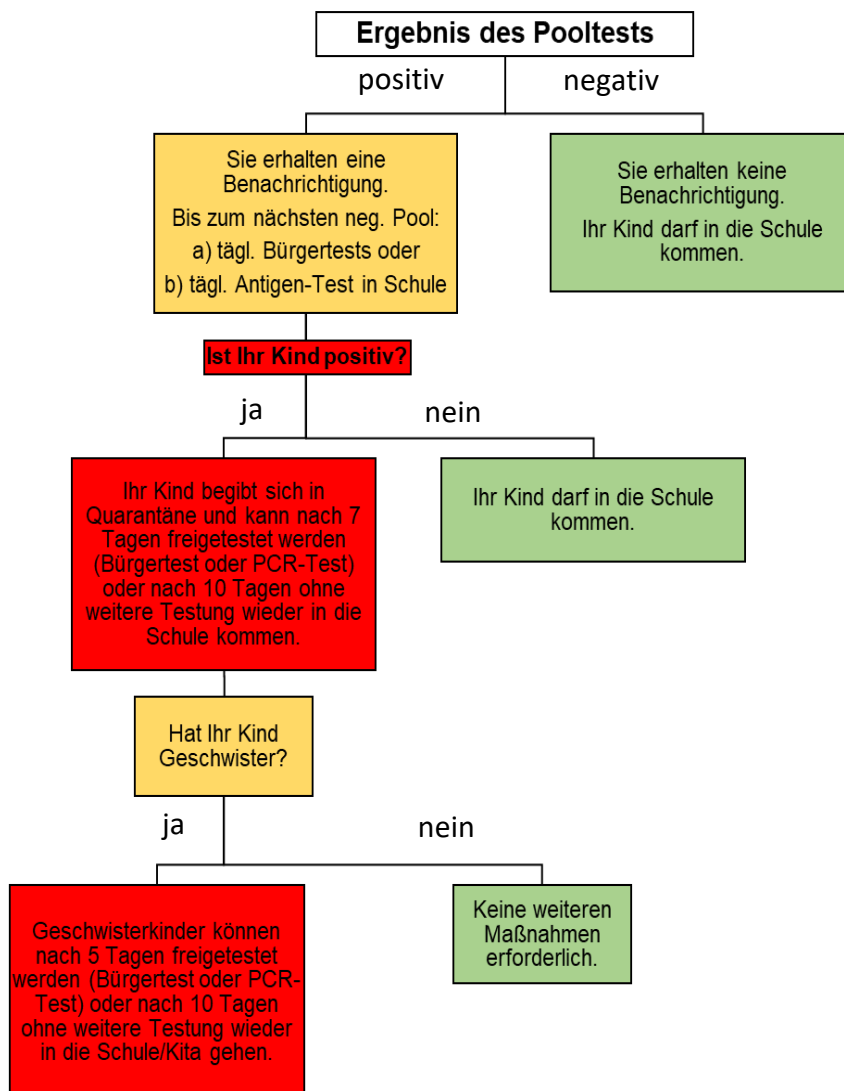 Ergebnis des Pooltests
positiv
negativ
Sie erhalten eine
Benachrichtigung.
Bis zum nächsten neg. Pool:
a) tägl. Bürgertests oder
b) tägl. Antigen-Test in Schule
Sie erhalten keine
Benachrichtigung.
Ihr Kind darf in die Schule
kommen.
Ist Ihr Kind positiv?
ja
nein
Ihr Kind begibt sich in
Quarantäne und kann nach 7
Tagen freigetestet werden
(Bürgertest oder PCR-Test)
oder nach 10 Tagen ohne
weitere Testung wieder in die
Schule kommen.
Ihr Kind darf in die Schule
kommen.
Hat Ihr Kind
Geschwister?
ja
nein
Geschwisterkinder können
nach 5 Tagen freigetestet
werden (Bürgertest oder PCR-
Test) oder nach 10 Tagen
ohne weitere Testung wieder
in die Schule/Kita gehen.
Keine weiteren
Maßnahmen
erforderlich.